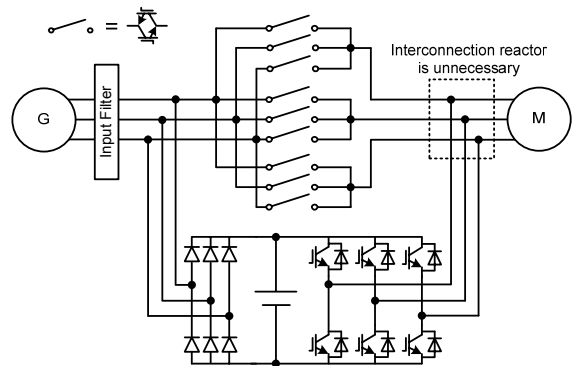 =
Interconnection reactor
is unnecessary
G
Input Filter
M